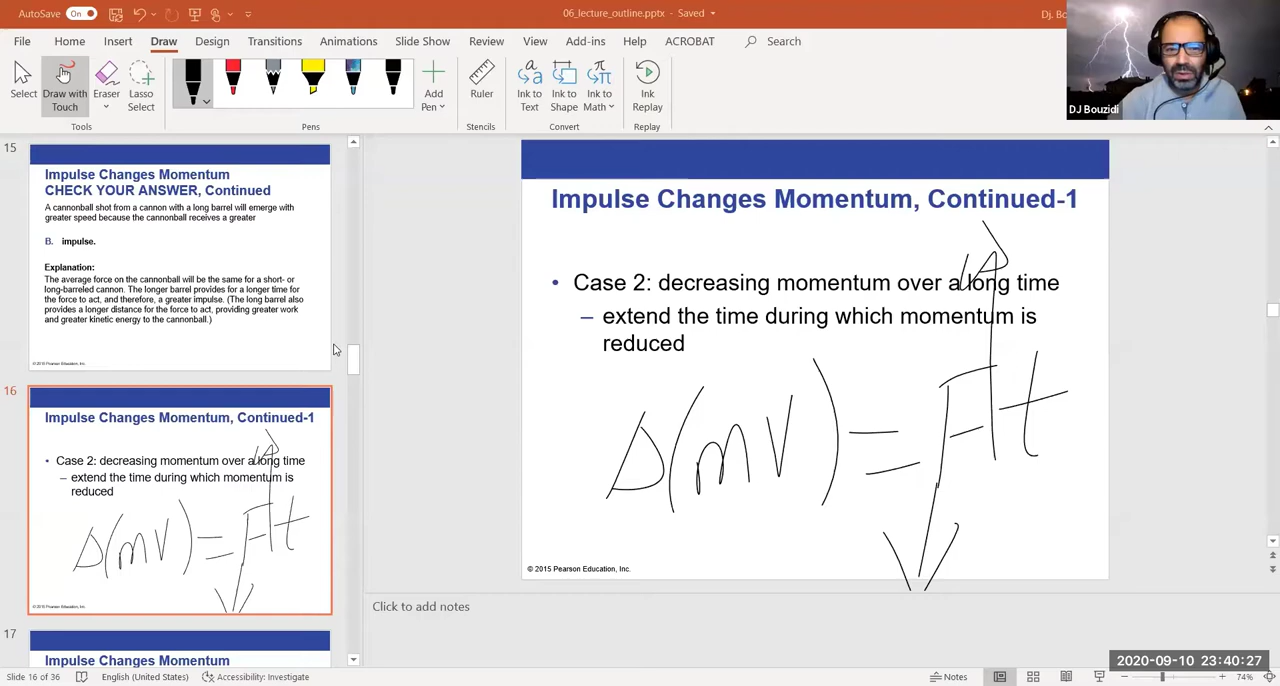 AutoSave On
06_lecture_outline.pptx - Saved
Dj. Bo
File Home Insert Draw Design Transitions Animations Slide Show Review View Add-ins Help ACROBAT Search
Select
Draw with Touch
Eraser
Lasso Select
Add Pen
Ruler
Ink to Text
Ink to Shape
Ink to Math
Ink Replay
Tools Pens Stencils Convert Replay
DJ Bouzidi
15
Impulse Changes Momentum
CHECK YOUR ANSWER, Continued
A cannonball shot from a cannon with a long barrel will emerge with
greater speed because the cannonball receives a greater
B. impulse.
Explanation:
The average force on the cannonball will be the same for a short- or
long-barreled cannon. The longer barrel provides for a longer time for
the force to act, and therefore, a greater impulse. (The long barrel also
provides a longer distance for the force to act, providing greater work
and greater kinetic energy to the cannonball.)
© 2015 Pearson Education, Inc.
16
Impulse Changes Momentum, Continued-1
• Case 2: decreasing momentum over a long time
– extend the time during which momentum is
reduced
Δ(mv) = Ft
© 2015 Pearson Education, Inc.
17
Impulse Changes Momentum
Impulse Changes Momentum, Continued-1
• Case 2: decreasing momentum over a long time
– extend the time during which momentum is
reduced
Δ(mv) = Ft
© 2015 Pearson Education, Inc.
Click to add notes
2020-09-10 23:40:27
Slide 16 of 36 English (United States) Accessibility: Investigate Notes 74%